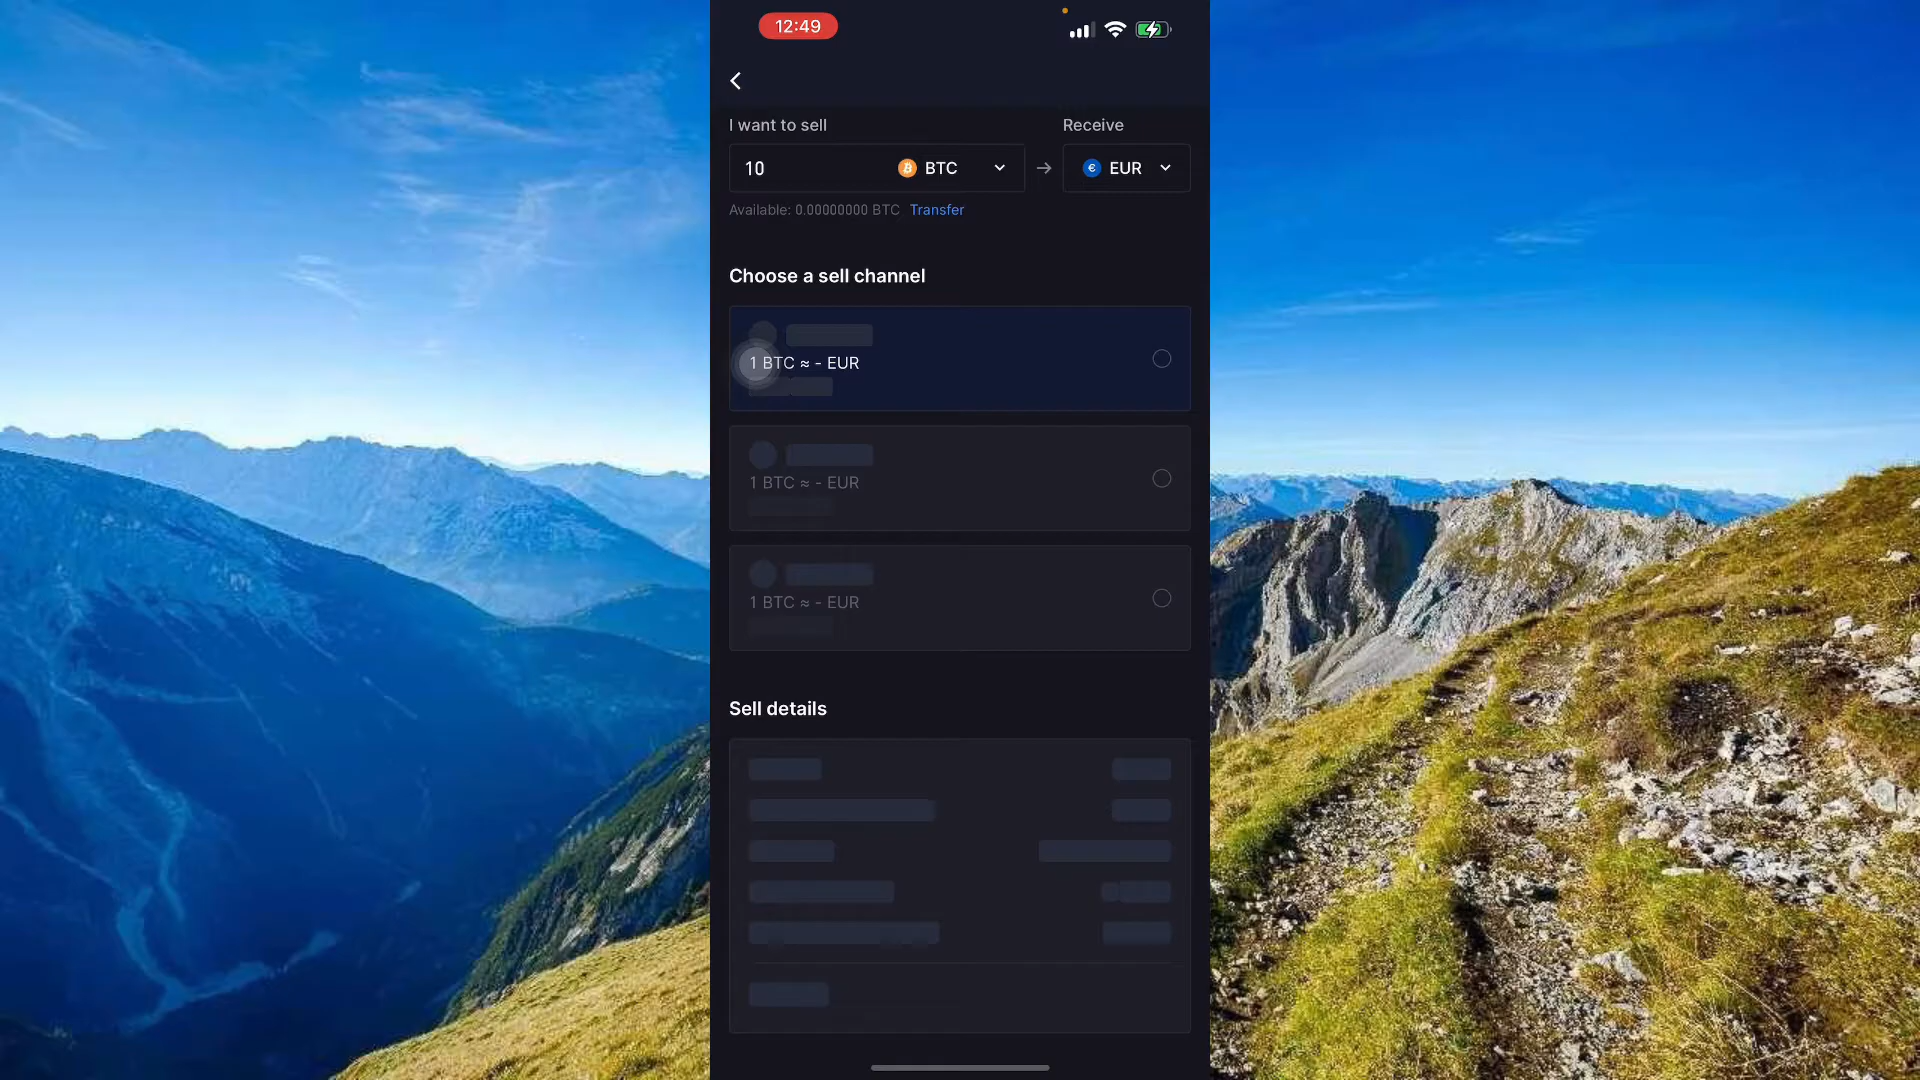 12:49
I want to sell
Receive
10 BTC
EUR
Available: 0.00000000 BTC Transfer
Choose a sell channel
1 BTC ≈ - EUR
1 BTC ≈ - EUR
1 BTC ≈ - EUR
Sell details